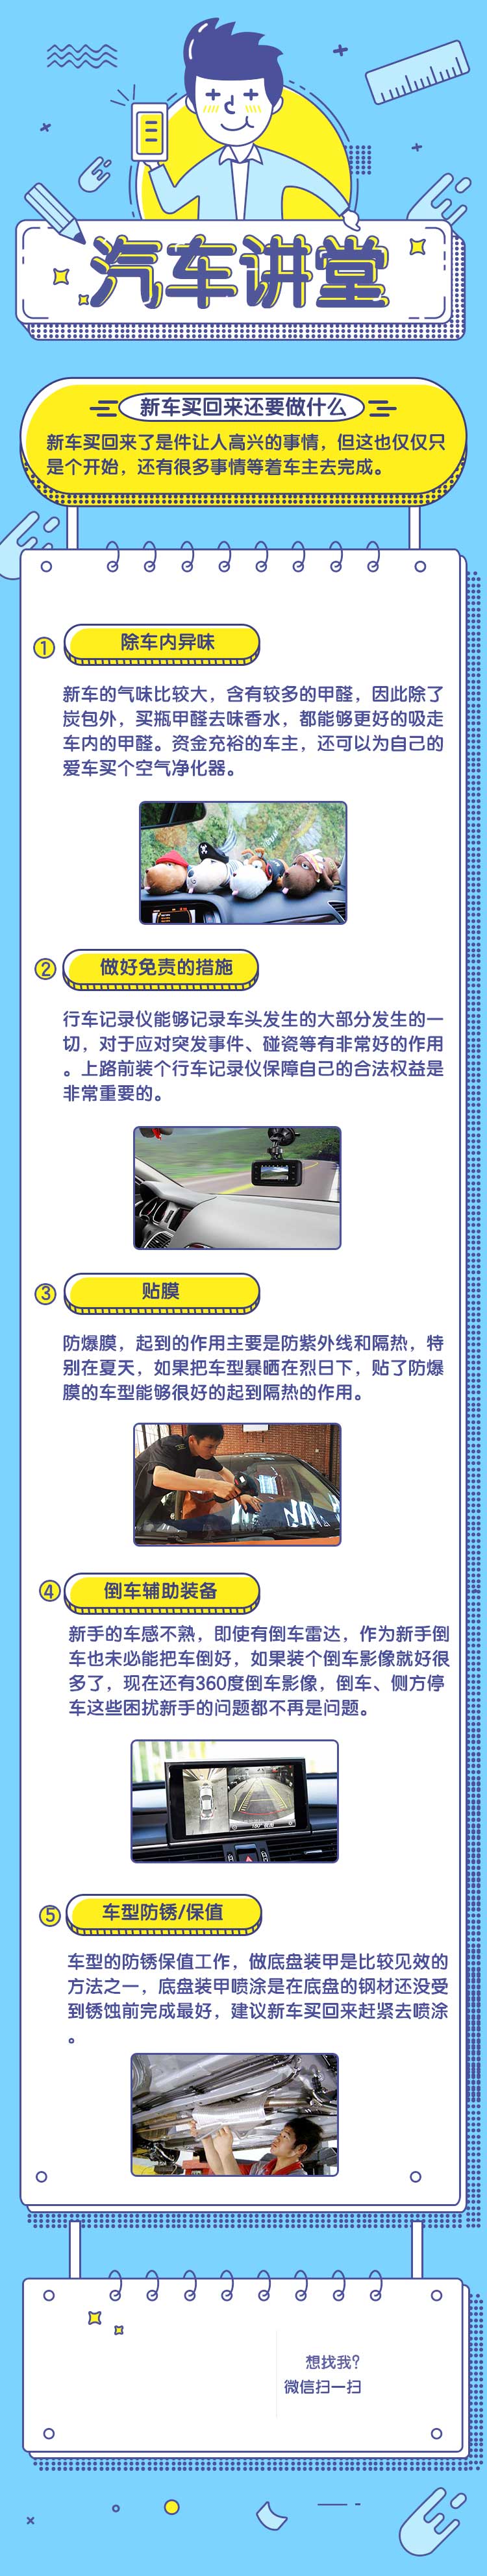 汽车讲堂
新车买回来还要做什么
新车买回来了是件让人高兴的事情，但这也仅仅只
是个开始，还有很多事情等着车主去完成。
① 除车内异味
新车的气味比较大，含有较多的甲醛，因此除了
炭包外，买瓶甲醛去味香水，都能够更好的吸走
车内的甲醛。资金充裕的车主，还可以为自己的
爱车买个空气净化器。
② 做好免责的措施
行车记录仪能够记录车头发生的大部分发生的一
切，对于应对突发事件、碰瓷等有非常好的作用
。上路前装个行车记录仪保障自己的合法权益是
非常重要的。
③ 贴膜
防爆膜，起到的作用主要是防紫外线和隔热，特
别在夏天，如果把车型暴晒在烈日下，贴了防爆
膜的车型能够很好的起到隔热的作用。
④ 倒车辅助装备
新手的车感不熟，即使有倒车雷达，作为新手倒
车也未必能把车倒好，如果装个倒车影像就好很
多了，现在还有360度倒车影像，倒车、侧方停
车这些困扰新手的问题都不再是问题。
⑤ 车型防锈/保值
车型的防锈保值工作，做底盘装甲是比较见效的
方法之一，底盘装甲喷涂是在底盘的钢材还没受
到锈蚀前完成最好，建议新车买回来赶紧去喷涂
。
想找我？
微信扫一扫